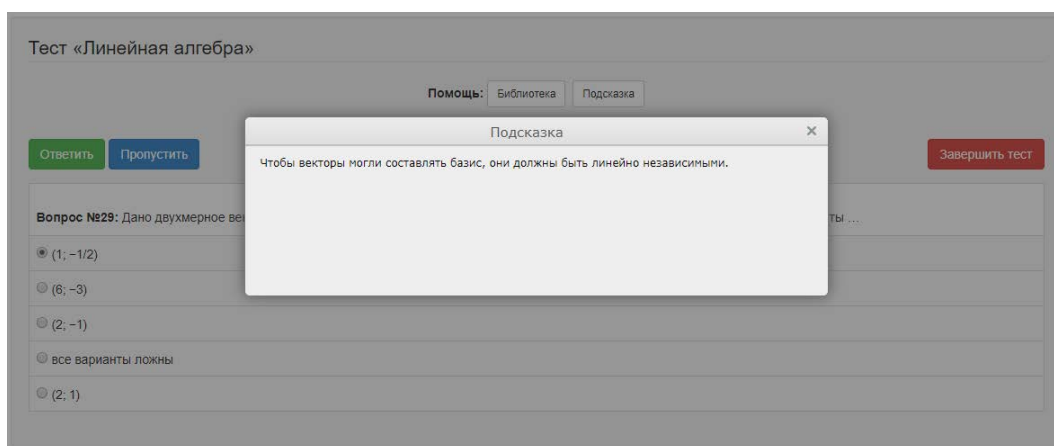 Тест «Линейная алгебра»
Помощь: Библиотека Подсказка
Подсказка ×
Ответить Пропустить Завершить тест
Чтобы векторы могли составлять базис, они должны быть линейно независимыми.
Вопрос №29: Дано двухмерное ве ты ...
(1; −1/2)
(6; −3)
(2; −1)
все варианты ложны
(2; 1)